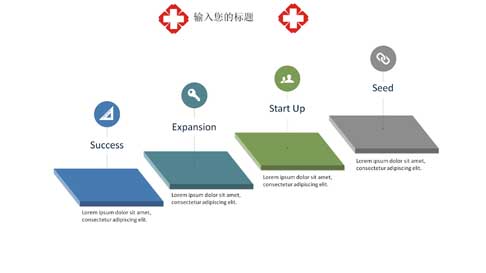 输入您的标题
Seed
Start Up
Expansion
Success
Lorem ipsum dolor sit amet,
consectetur adipiscing elit.
Lorem ipsum dolor sit amet,
consectetur adipiscing elit.
Lorem ipsum dolor sit amet,
consectetur adipiscing elit.
Lorem ipsum dolor sit amet,
consectetur adipiscing elit.